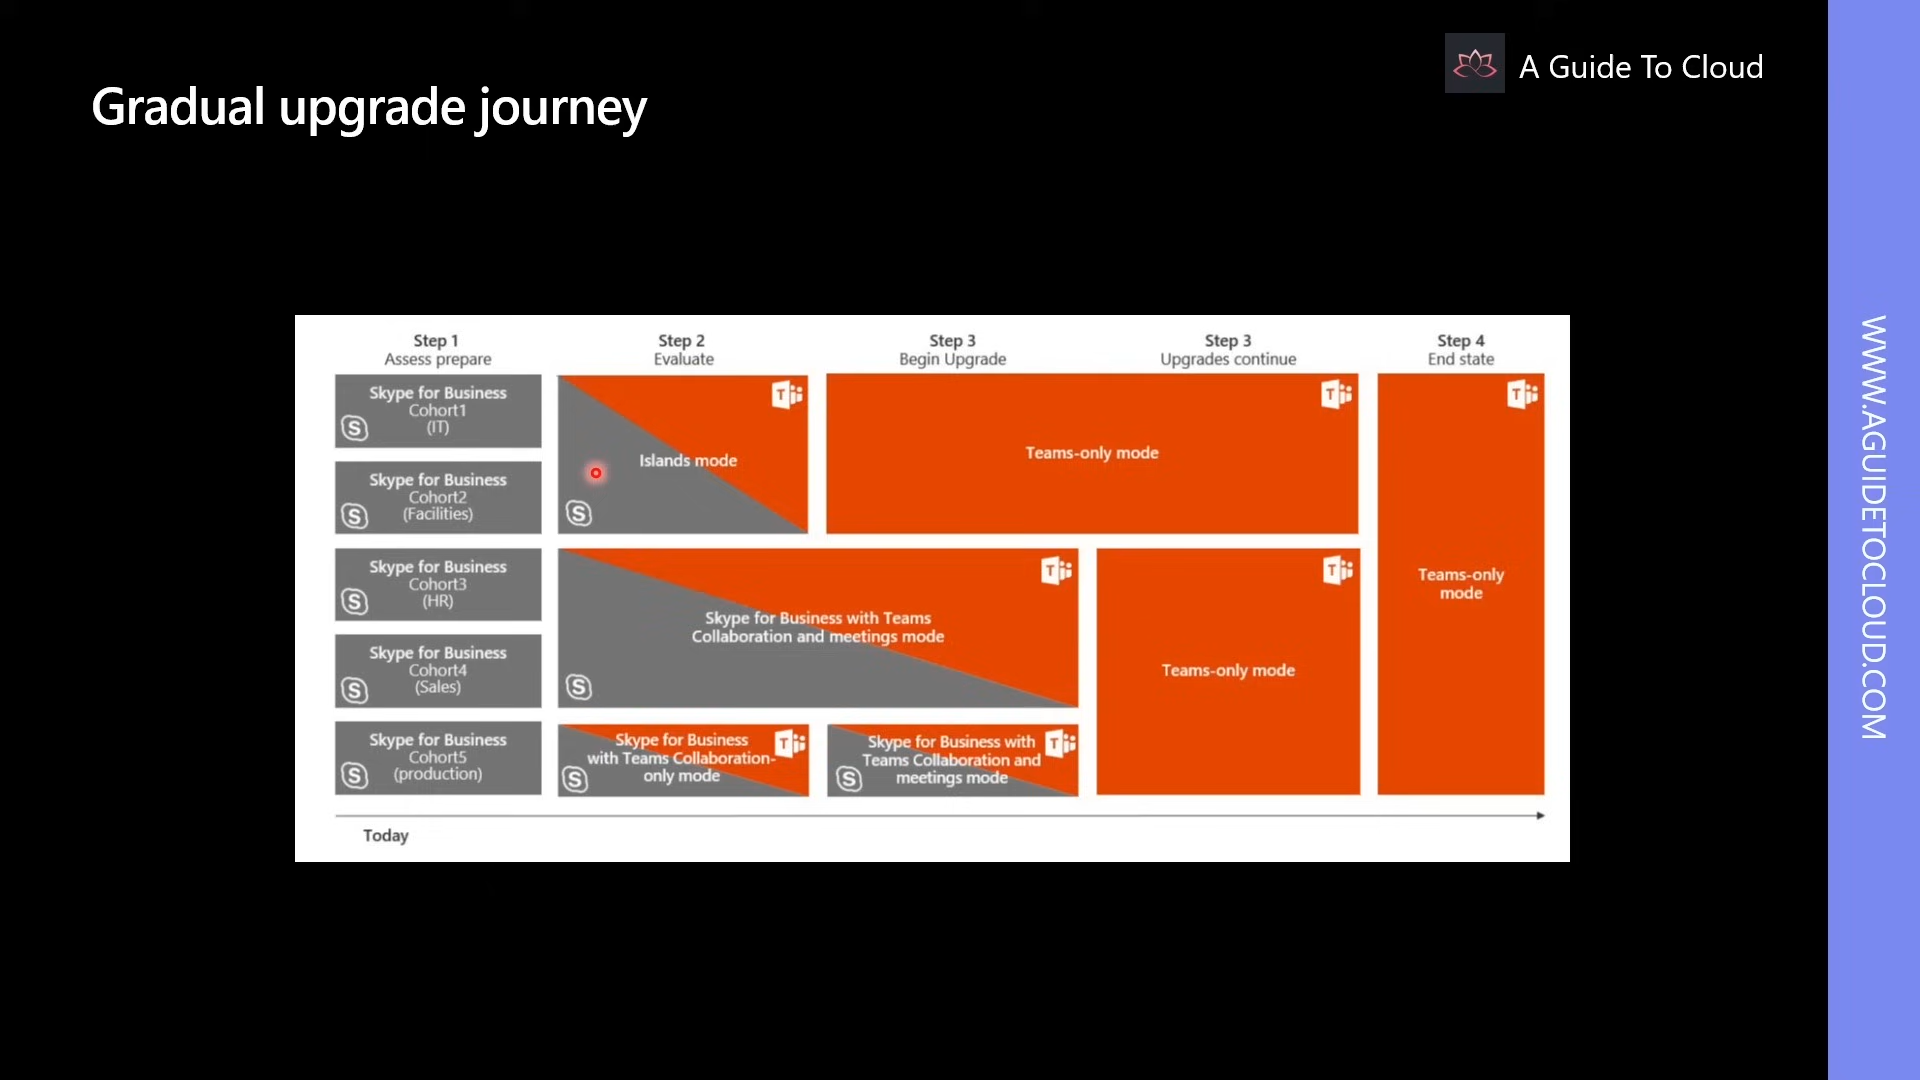 A Guide To Cloud
Gradual upgrade journey
WWW.AGUIDETOCLOUD.COM
Step 1
Assess prepare
Step 2
Evaluate
Step 3
Begin Upgrade
Step 3
Upgrades continue
Step 4
End state
Skype for Business
Cohort1
(IT)
Skype for Business
Cohort2
(Facilities)
Skype for Business
Cohort3
(HR)
Skype for Business
Cohort4
(Sales)
Skype for Business
Cohort5
(production)
Islands mode
Teams-only mode
Skype for Business with Teams
Collaboration and meetings mode
Skype for Business
with Teams Collaboration-
only mode
Skype for Business with
Teams Collaboration and
meetings mode
Teams-only mode
Teams-only
mode
Today